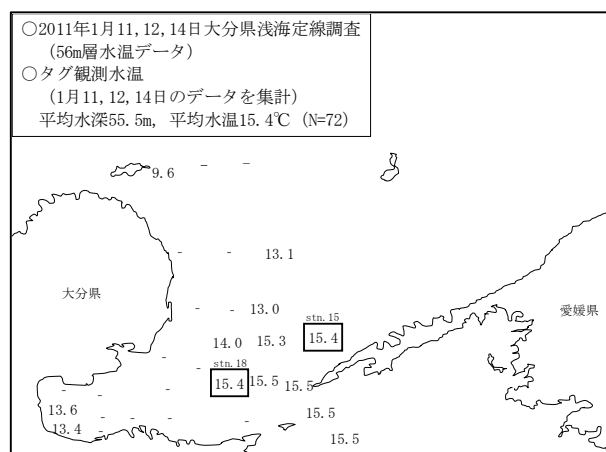 ○2011年1月11,12,14日大分県浅海定線調査
(56m層水温データ)
○タグ観測水温
(1月11,12,14日のデータを集計)
平均水深55.5m, 平均水温15.4℃ (N=72)
9.6 - -
- - 13.1
大分県
愛媛県
- - 13.0
stn.15
15.4
- 14.0 15.3
stn.18
- 15.4 15.5 15.5
- -
13.6 - - - 15.5
13.4 - - 15.5